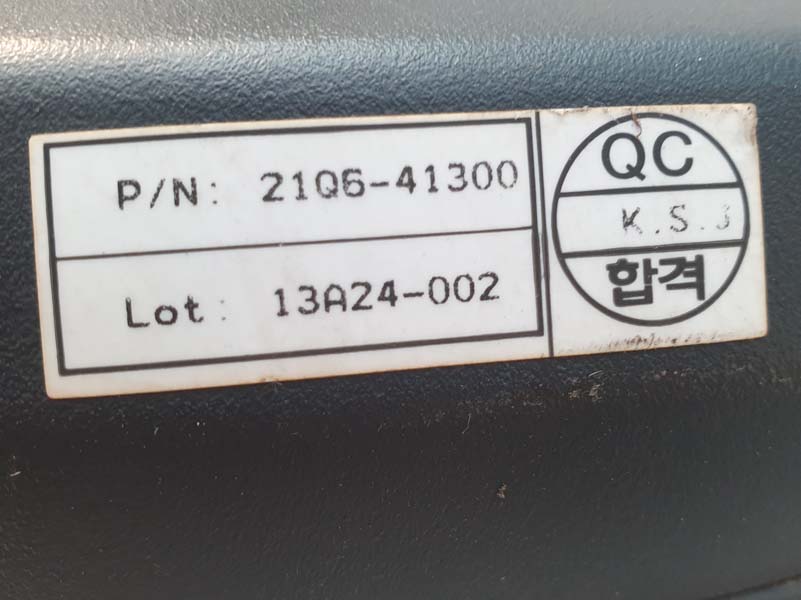 P/N: 21Q6-41300
Lot: 13A24-002
QC
K.S.J
합격